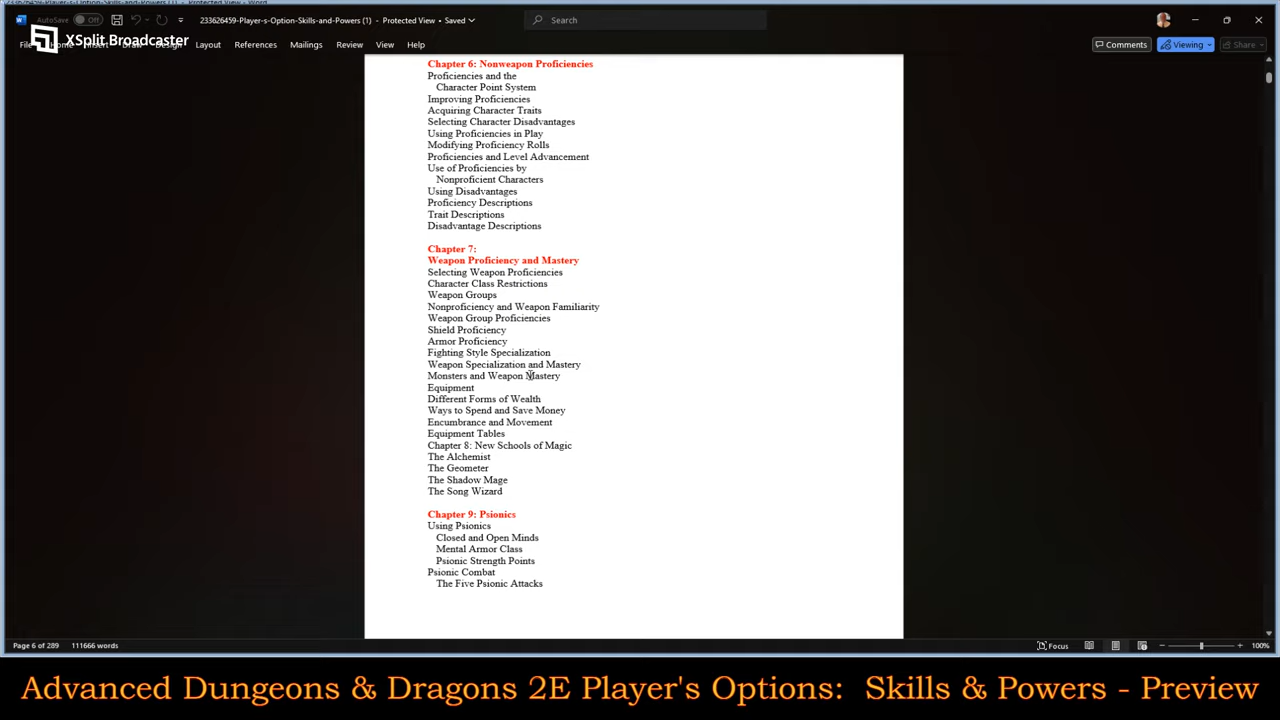 AutoSave Off 233626459-Player-s-Option-Skills-and-Powers (1) - Protected View • Saved Search
XSplit Broadcaster
File Home Insert Draw Design Layout References Mailings Review View Help Comments Viewing Share
Chapter 6: Nonweapon Proficiencies
Proficiencies and the
Character Point System
Improving Proficiencies
Acquiring Character Traits
Selecting Character Disadvantages
Using Proficiencies in Play
Modifying Proficiency Rolls
Proficiencies and Level Advancement
Use of Proficiencies by
Nonproficient Characters
Using Disadvantages
Proficiency Descriptions
Trait Descriptions
Disadvantage Descriptions
Chapter 7:
Weapon Proficiency and Mastery
Selecting Weapon Proficiencies
Character Class Restrictions
Weapon Groups
Nonproficiency and Weapon Familiarity
Weapon Group Proficiencies
Shield Proficiency
Armor Proficiency
Fighting Style Specialization
Weapon Specialization and Mastery
Monsters and Weapon Mastery
Equipment
Different Forms of Wealth
Ways to Spend and Save Money
Encumbrance and Movement
Equipment Tables
Chapter 8: New Schools of Magic
The Alchemist
The Geometer
The Shadow Mage
The Song Wizard
Chapter 9: Psionics
Using Psionics
Closed and Open Minds
Mental Armor Class
Psionic Strength Points
Psionic Combat
The Five Psionic Attacks
Page 6 of 289 111666 words Focus 100%
Advanced Dungeons & Dragons 2E Player's Options: Skills & Powers - Preview